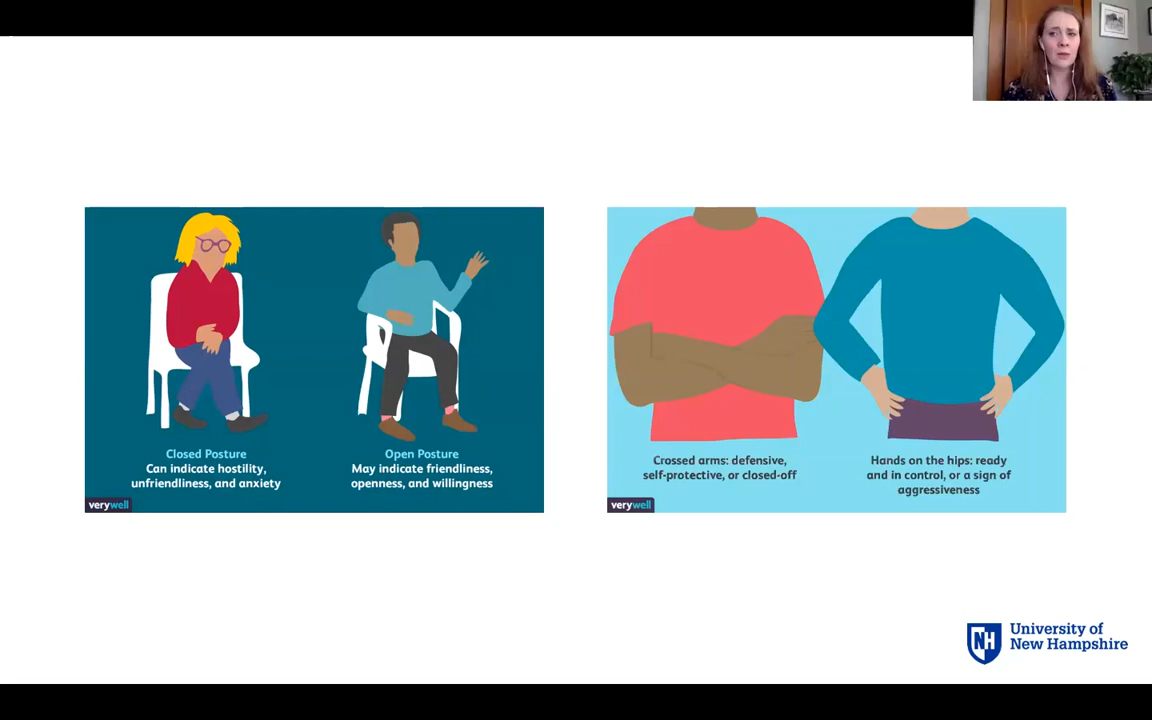 Closed Posture
Can indicate hostility,
unfriendliness, and anxiety
Open Posture
May indicate friendliness,
openness, and willingness
verywell
Crossed arms: defensive,
self-protective, or closed-off
Hands on the hips: ready
and in control, or a sign of
aggressiveness
verywell
NH
University of
New Hampshire